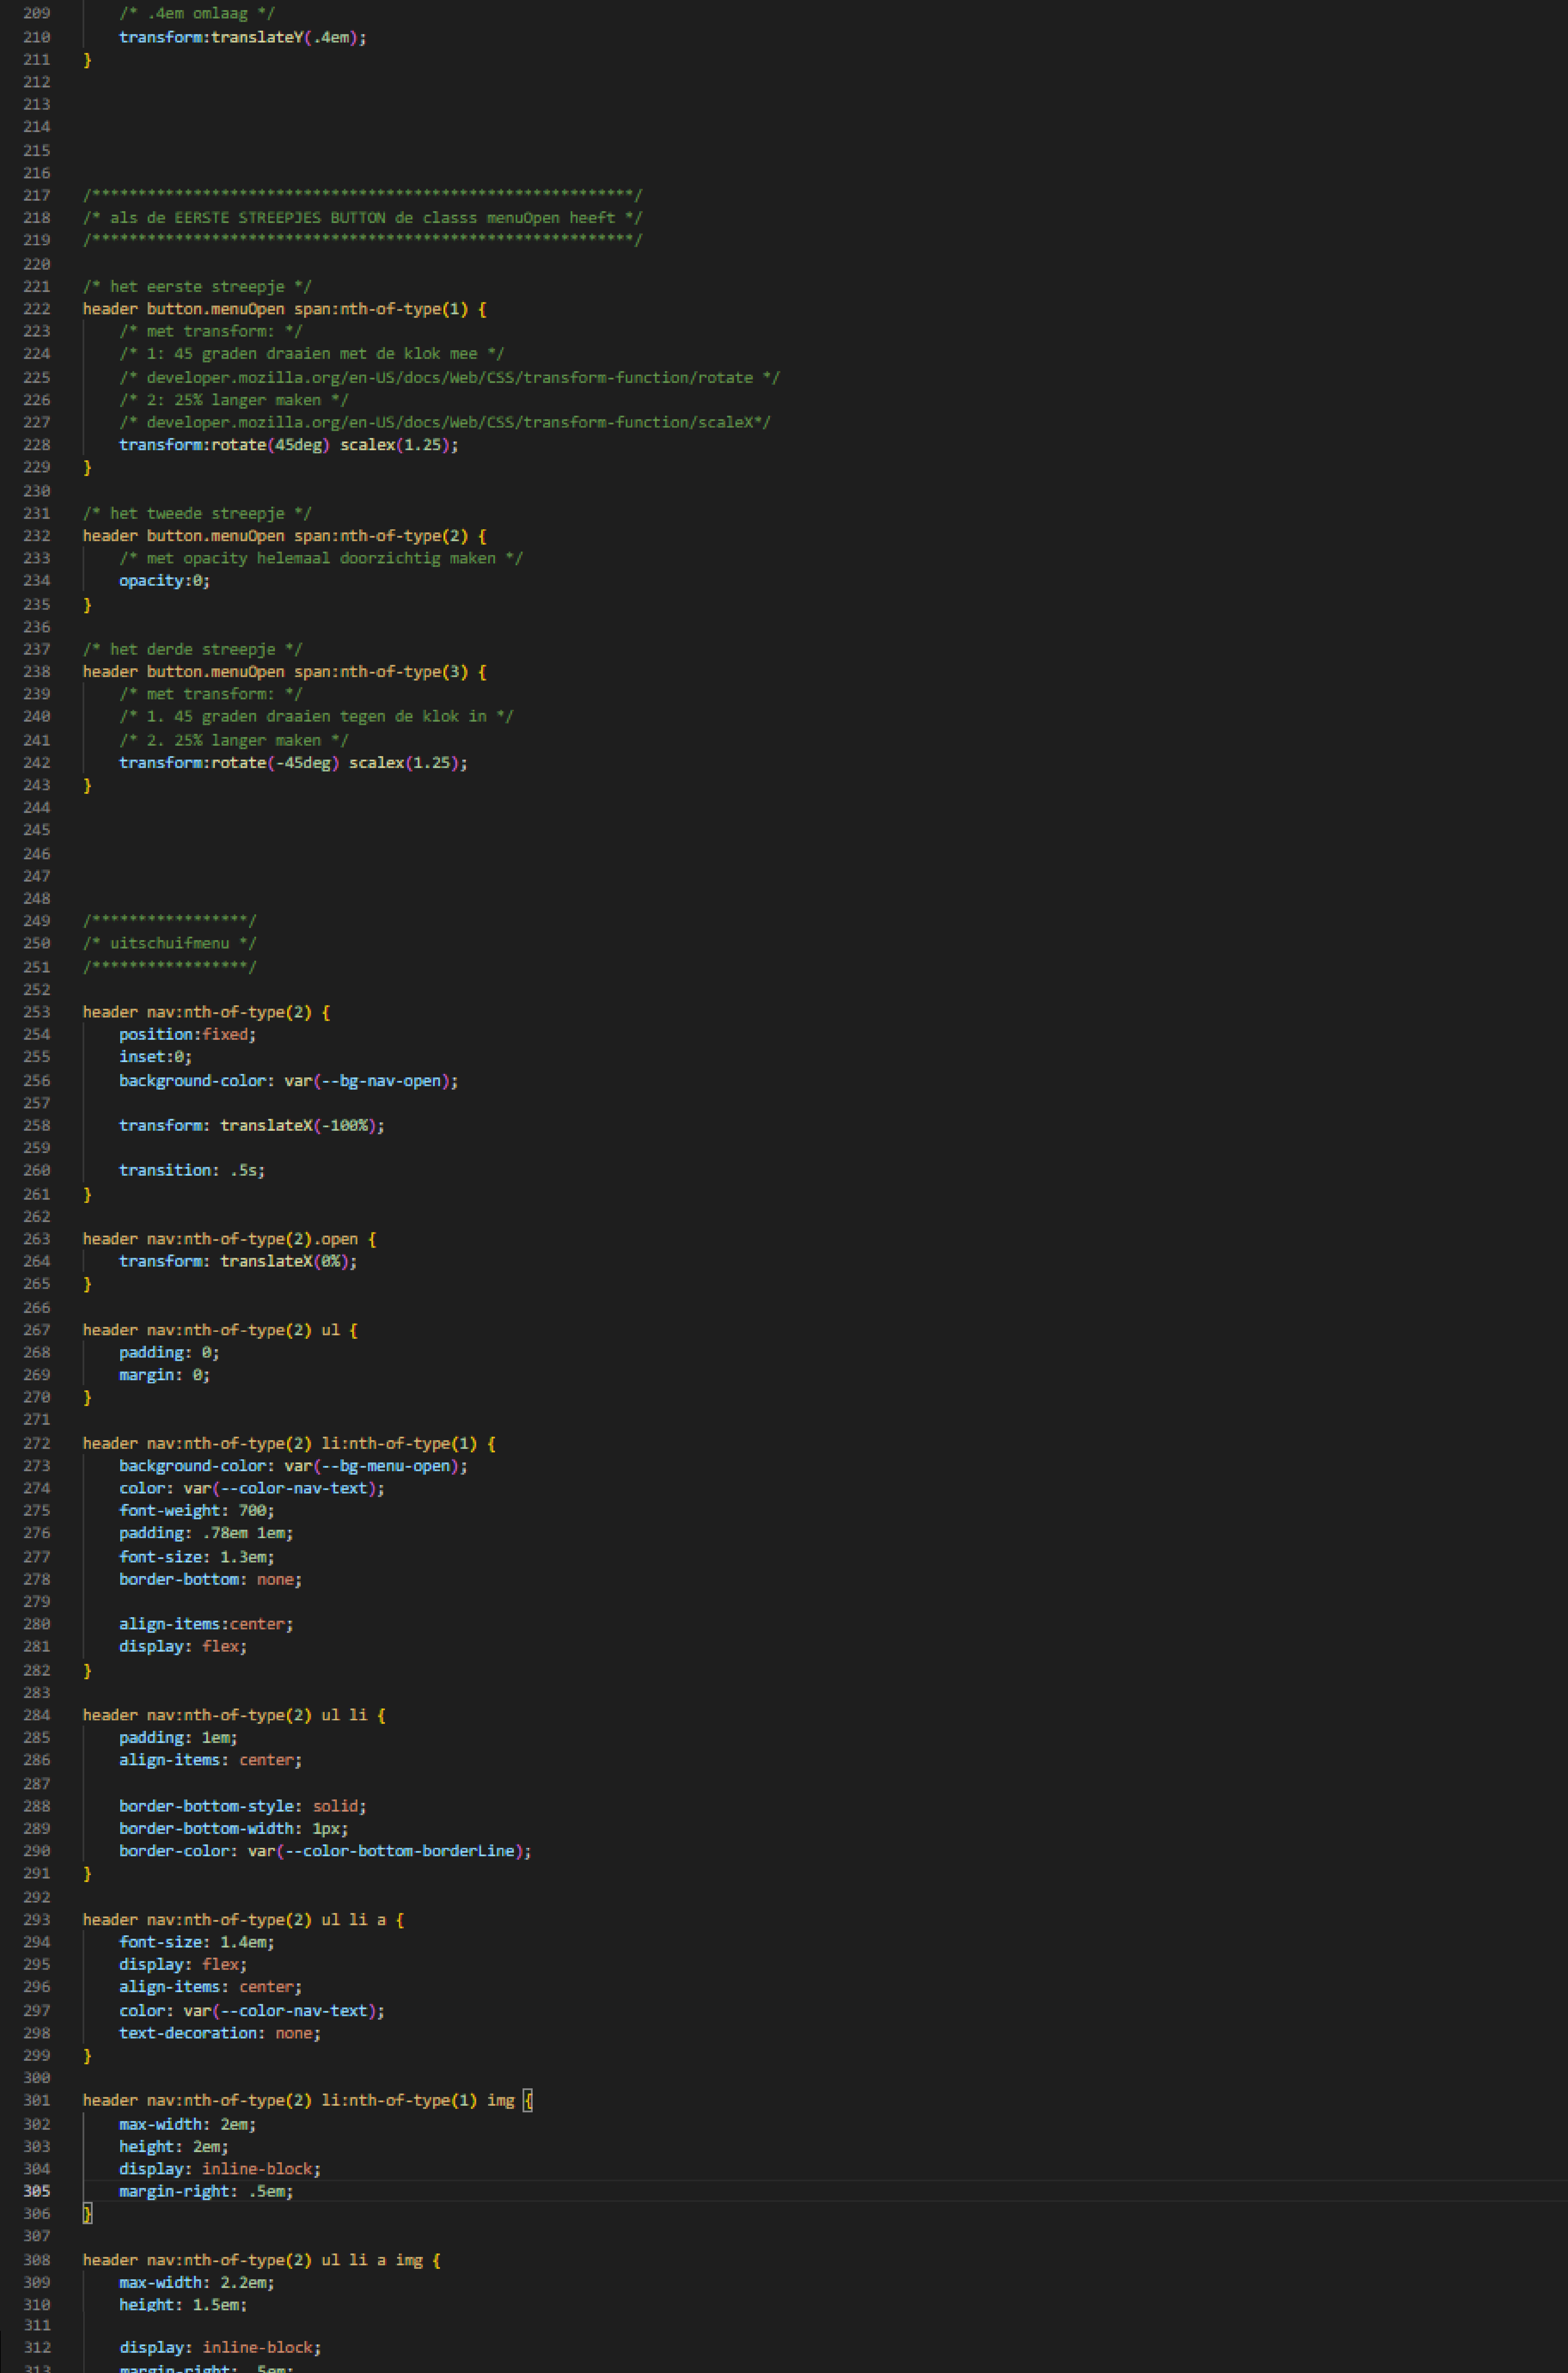 209 /* .4em omlaag */
210 transform:translateY(.4em);
211 }
212
213
214
215
216
217 /***********************************************************/
218 /* als de EERSTE STREEPJES BUTTON de classs menuOpen heeft */
219 /***********************************************************/
220
221 /* het eerste streepje */
222 header button.menuOpen span:nth-of-type(1) {
223 /* met transform: */
224 /* 1: 45 graden draaien met de klok mee */
225 /* developer.mozilla.org/en-US/docs/Web/CSS/transform-function/rotate */
226 /* 2: 25% langer maken */
227 /* developer.mozilla.org/en-US/docs/Web/CSS/transform-function/scaleX*/
228 transform:rotate(45deg) scalex(1.25);
229 }
230
231 /* het tweede streepje */
232 header button.menuOpen span:nth-of-type(2) {
233 /* met opacity helemaal doorzichtig maken */
234 opacity:0;
235 }
236
237 /* het derde streepje */
238 header button.menuOpen span:nth-of-type(3) {
239 /* met transform: */
240 /* 1. 45 graden draaien tegen de klok in */
241 /* 2. 25% langer maken */
242 transform:rotate(-45deg) scalex(1.25);
243 }
244
245
246
247
248
249 /*****************/
250 /* uitschuifmenu */
251 /*****************/
252
253 header nav:nth-of-type(2) {
254 position:fixed;
255 inset:0;
256 background-color: var(--bg-nav-open);
257
258 transform: translateX(-100%);
259
260 transition: .5s;
261 }
262
263 header nav:nth-of-type(2).open {
264 transform: translateX(0%);
265 }
266
267 header nav:nth-of-type(2) ul {
268 padding: 0;
269 margin: 0;
270 }
271
272 header nav:nth-of-type(2) li:nth-of-type(1) {
273 background-color: var(--bg-menu-open);
274 color: var(--color-nav-text);
275 font-weight: 700;
276 padding: .78em 1em;
277 font-size: 1.3em;
278 border-bottom: none;
279
280 align-items:center;
281 display: flex;
282 }
283
284 header nav:nth-of-type(2) ul li {
285 padding: 1em;
286 align-items: center;
287
288 border-bottom-style: solid;
289 border-bottom-width: 1px;
290 border-color: var(--color-bottom-borderLine);
291 }
292
293 header nav:nth-of-type(2) ul li a {
294 font-size: 1.4em;
295 display: flex;
296 align-items: center;
297 color: var(--color-nav-text);
298 text-decoration: none;
299 }
300
301 header nav:nth-of-type(2) li:nth-of-type(1) img {
302 max-width: 2em;
303 height: 2em;
304 display: inline-block;
305 margin-right: .5em;
306 }
307
308 header nav:nth-of-type(2) ul li a img {
309 max-width: 2.2em;
310 height: 1.5em;
311
312 display: inline-block;
313 margin-right: .5em;